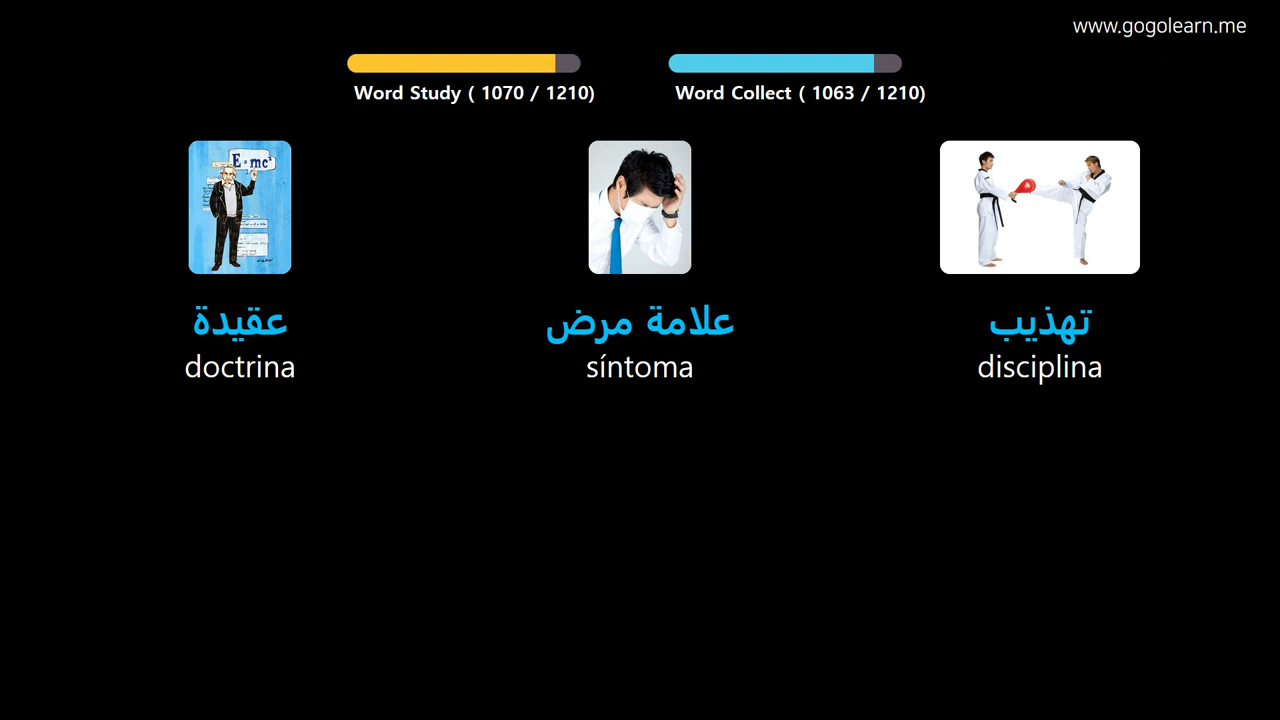 www.gogolearn.me
Word Study ( 1070 / 1210)
Word Collect ( 1063 / 1210)
E=mc²
عقيدة
doctrina
علامة مرض
síntoma
تهذيب
disciplina